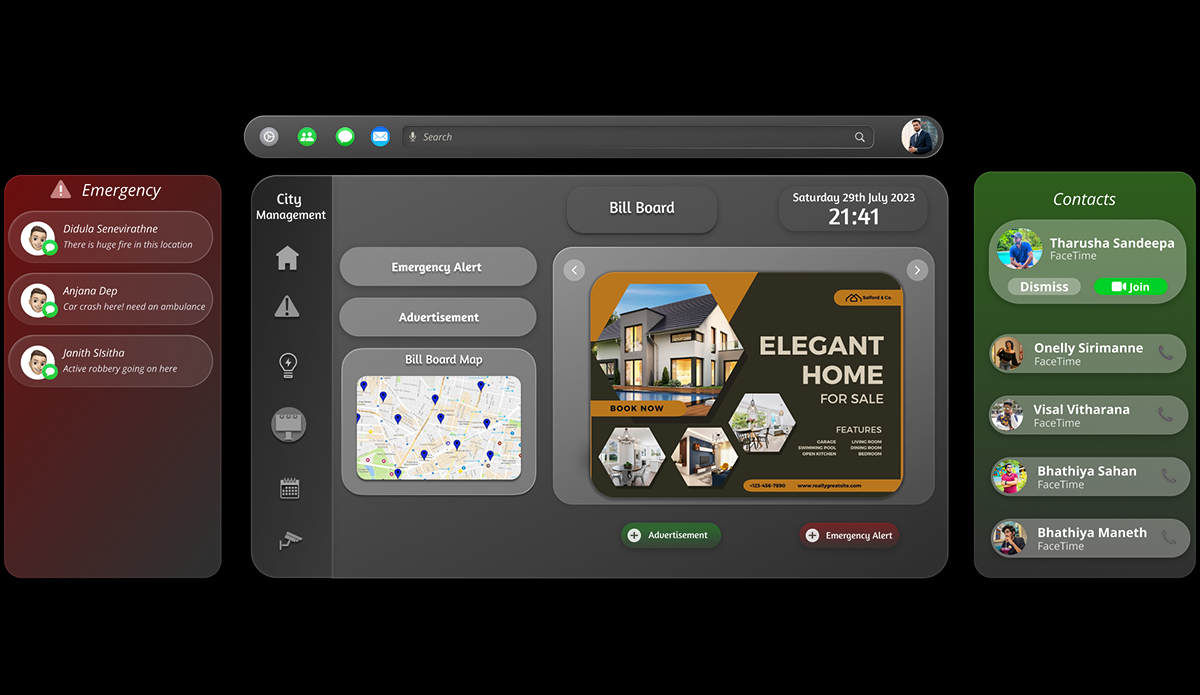 Search
Emergency
Didula Senevirathne
There is huge fire in this location
Anjana Dep
Car crash here! need an ambulance
Janith SIsitha
Active robbery going on here
City
Management
Emergency Alert
Advertisement
Bill Board Map
Bill Board
Saturday 29th July 2023
21:41
Salford & Co.
ELEGANT
HOME
FOR SALE
BOOK NOW
FEATURES
GARAGE
SWIMMING POOL
OPEN KITCHEN
LIVING ROOM
DINING ROOM
BEDROOM
+123-456-7890
www.reallygreatsite.com
Advertisement
Emergency Alert
Contacts
Tharusha Sandeepa
FaceTime
Dismiss
Join
Onelly Sirimanne
FaceTime
Visal Vitharana
FaceTime
Bhathiya Sahan
FaceTime
Bhathiya Maneth
FaceTime